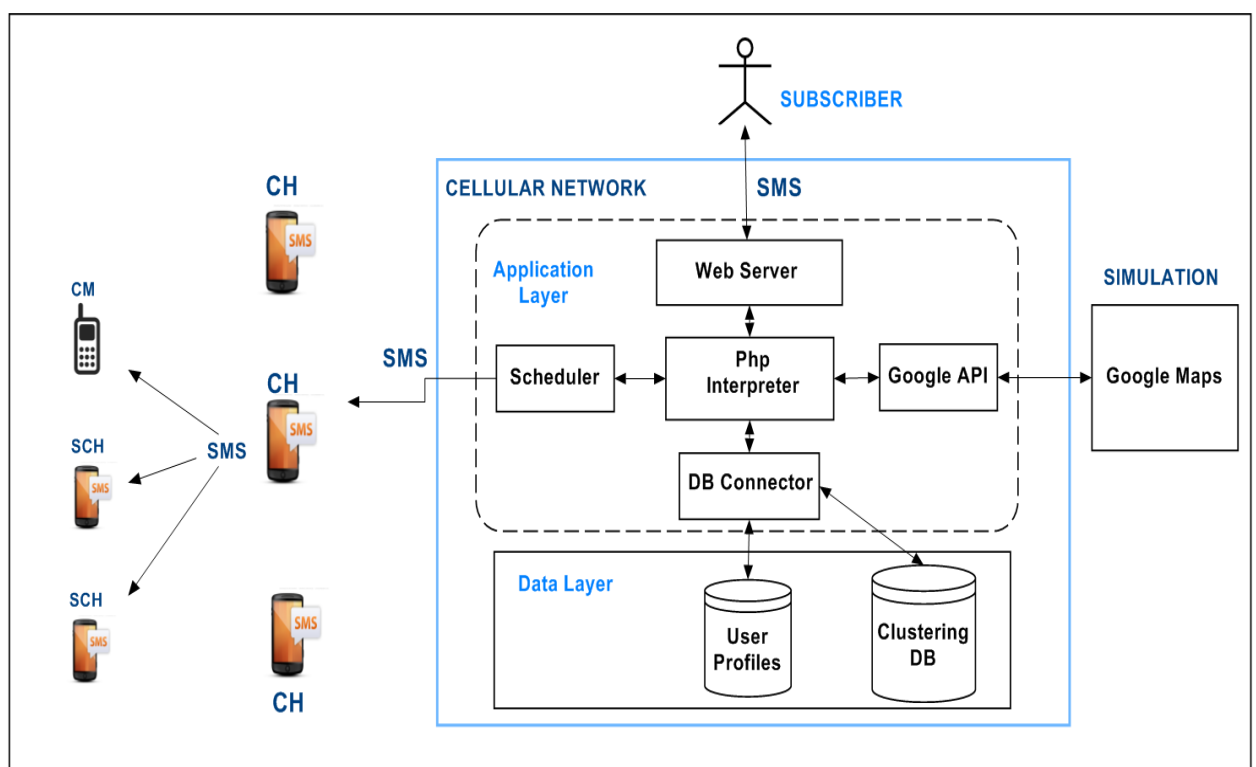 SUBSCRIBER
CH
CELLULAR NETWORK
SMS
SMS
Application
Layer
Web Server
SIMULATION
CM
SMS
CH
Scheduler
Php
Interpreter
Google API
Google Maps
SMS
SCH
SMS
SMS
DB Connector
SCH
SMS
SMS
CH
Data Layer
User
Profiles
Clustering
DB